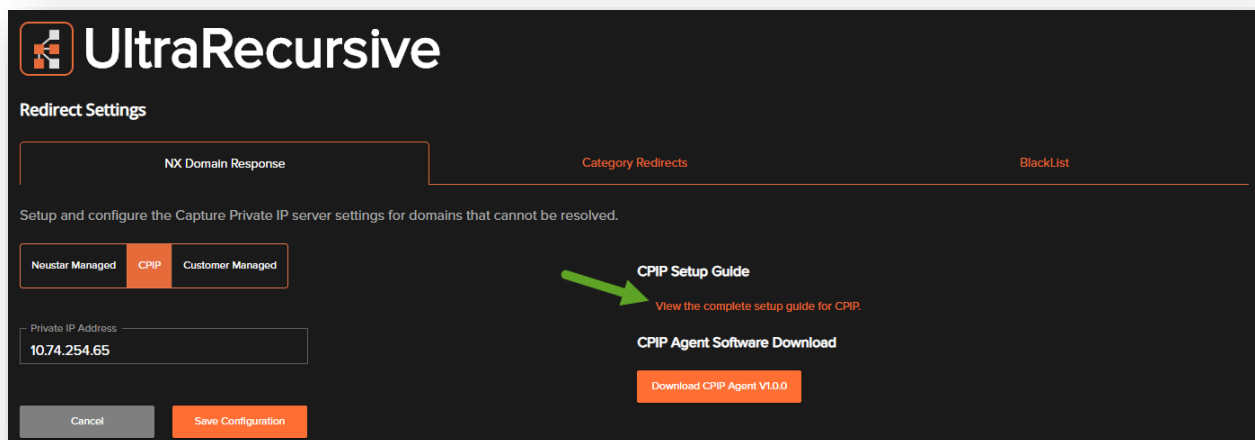 UltraRecursive
Redirect Settings
NX Domain Response
Category Redirects
BlackList
Setup and configure the Capture Private IP server settings for domains that cannot be resolved.
Neustar Managed
CPIP
Customer Managed
Private IP Address
10.74.254.65
Cancel
Save Configuration
CPIP Setup Guide
View the complete setup guide for CPIP.
CPIP Agent Software Download
Download CPIP Agent V1.0.0